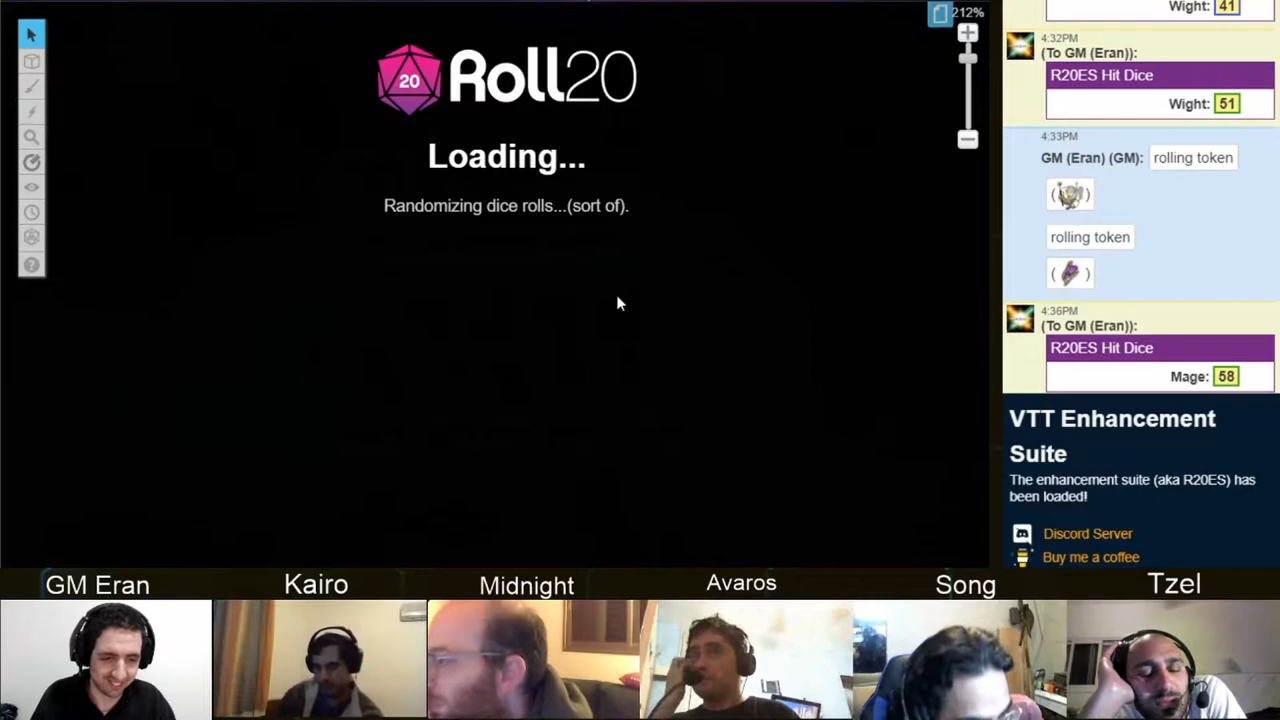 212%
20
Roll20
Loading...
Randomizing dice rolls...(sort of).
Wight: 41
4:32PM
(To GM (Eran)):
R20ES Hit Dice
Wight: 51
4:33PM
GM (Eran) (GM): rolling token
( )
rolling token
( )
4:36PM
(To GM (Eran)):
R20ES Hit Dice
Mage: 58
VTT Enhancement
Suite
The enhancement suite (aka R20ES) has
been loaded!
Discord Server
Buy me a coffee
GM Eran
Kairo
Midnight
Avaros
Song
Tzel